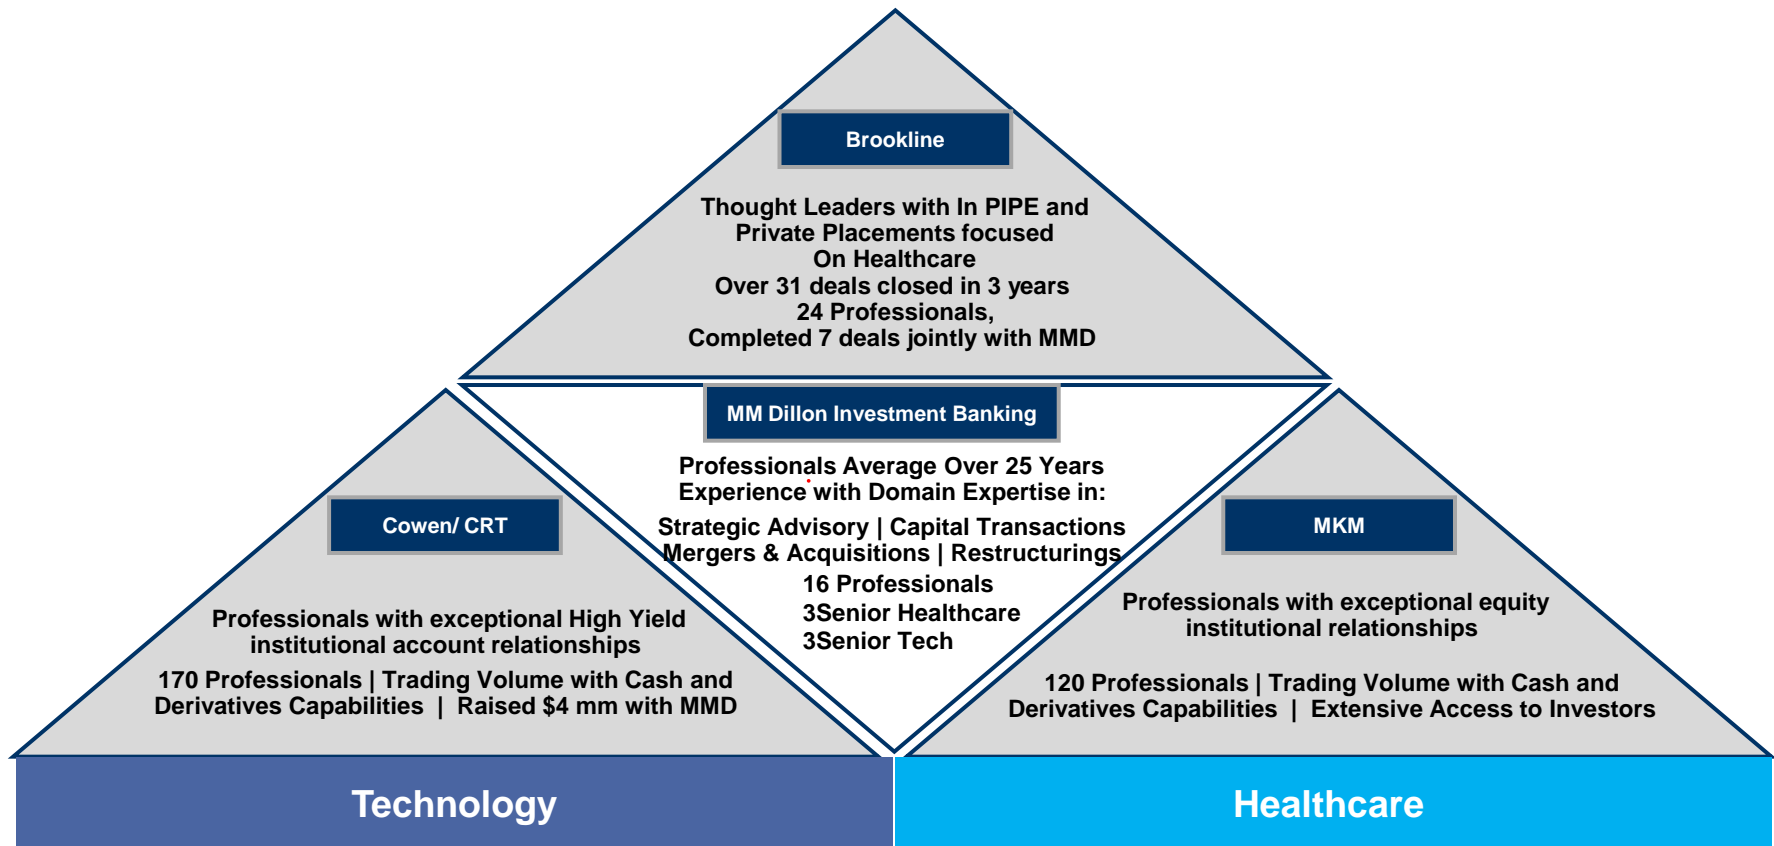 Brookline
Thought Leaders with In PIPE and
Private Placements focused
On Healthcare
Over 31 deals closed in 3 years
24 Professionals,
Completed 7 deals jointly with MMD
MM Dillon Investment Banking
Professionals Average Over 25 Years
Experience with Domain Expertise in:
Strategic Advisory | Capital Transactions
Mergers & Acquisitions | Restructurings
16 Professionals
3Senior Healthcare
3Senior Tech
Cowen/ CRT
Professionals with exceptional High Yield
institutional account relationships
170 Professionals | Trading Volume with Cash and
Derivatives Capabilities | Raised $4 mm with MMD
MKM
Professionals with exceptional equity
institutional relationships
120 Professionals | Trading Volume with Cash and
Derivatives Capabilities | Extensive Access to Investors
Technology
Healthcare